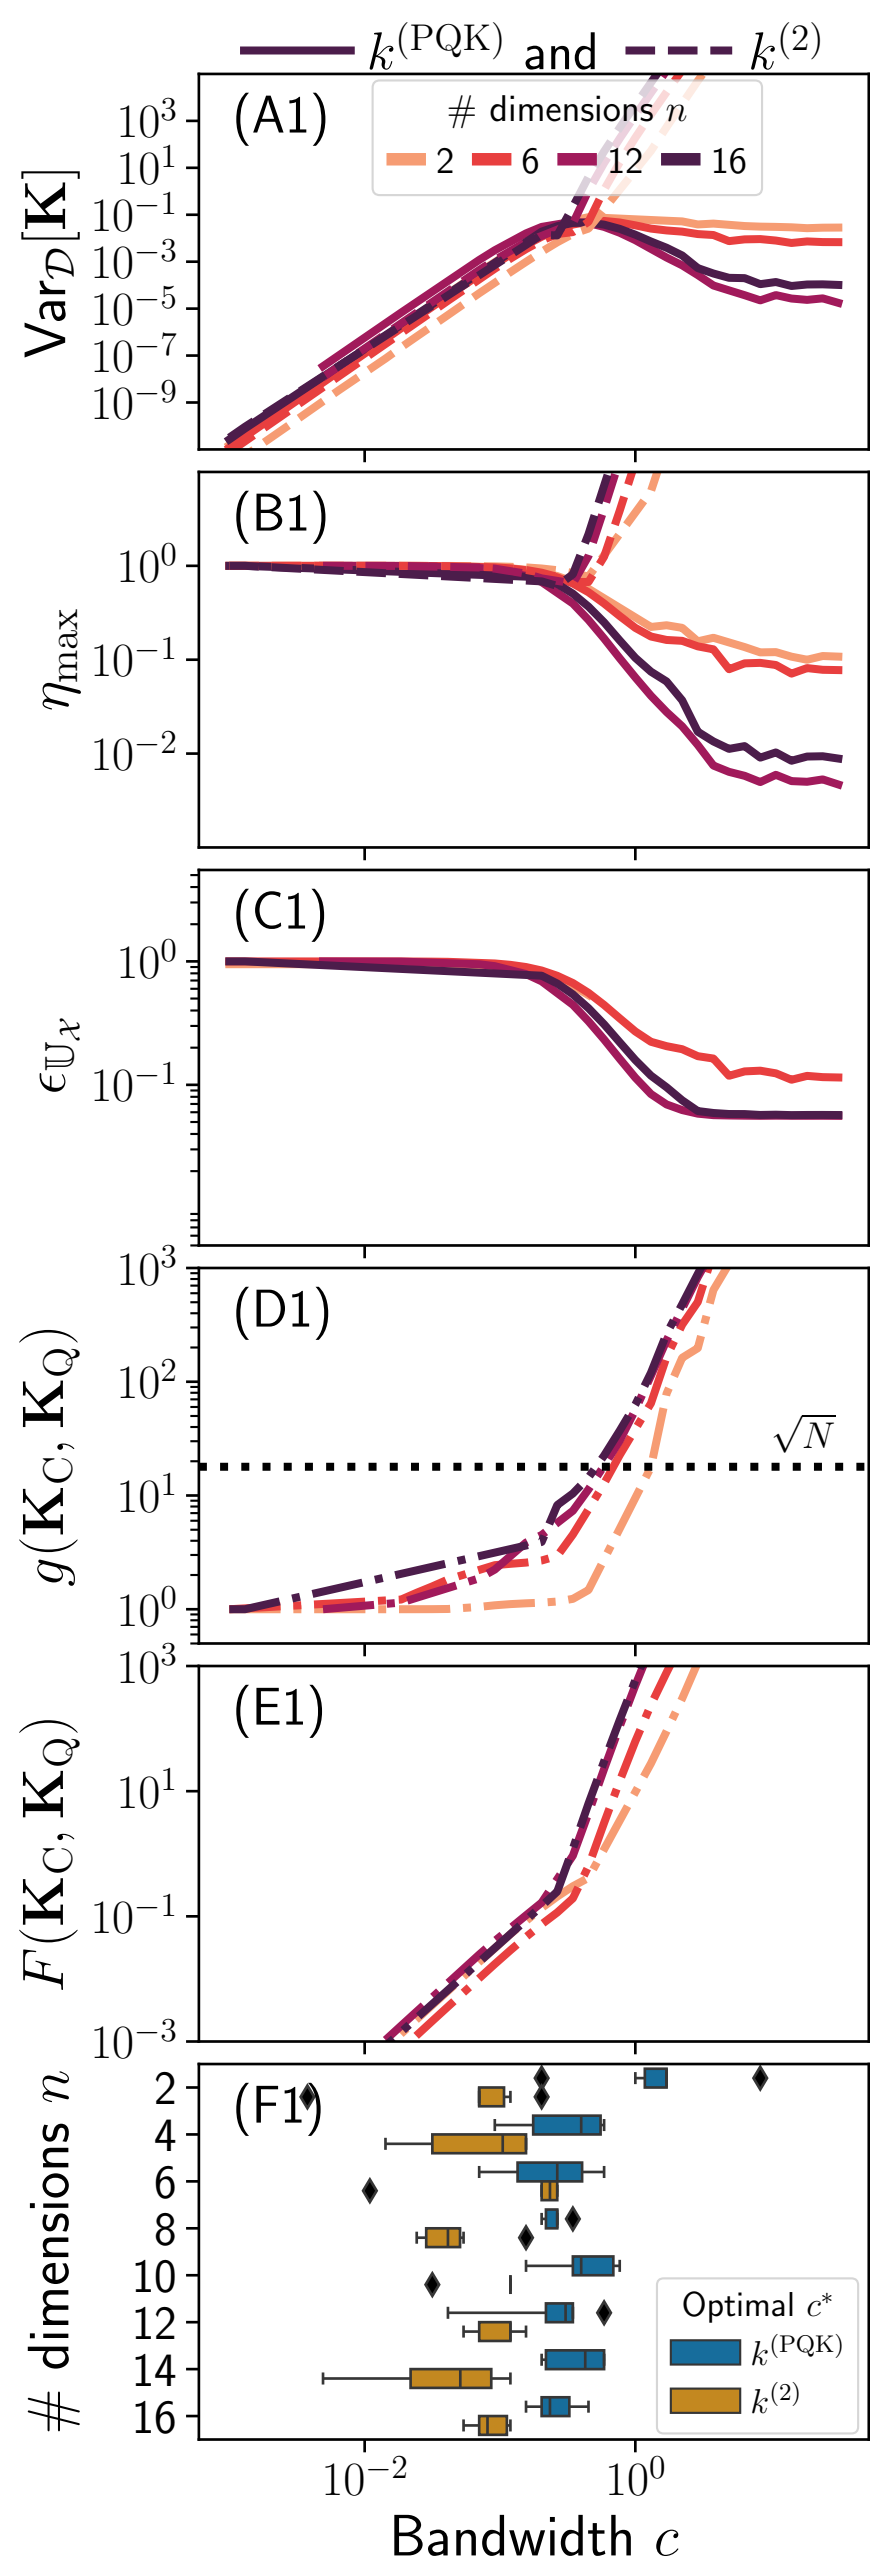 k^(PQK) and k^(2)
(A1)
# dimensions n
2 6 12 16
Var_𝒟[K]
10^3
10^1
10^−1
10^−3
10^−5
10^−7
10^−9
(B1)
η_max
10^0
10^−1
10^−2
(C1)
ϵ_𝕌_𝒳
10^0
10^−1
(D1)
g(K_C, K_Q)
10^3
10^2
10^1
10^0
√N
(E1)
F(K_C, K_Q)
10^3
10^1
10^−1
10^−3
(F1)
# dimensions n
2
4
6
8
10
12
14
16
Optimal c*
k^(PQK)
k^(2)
10^−2 10^0
Bandwidth c